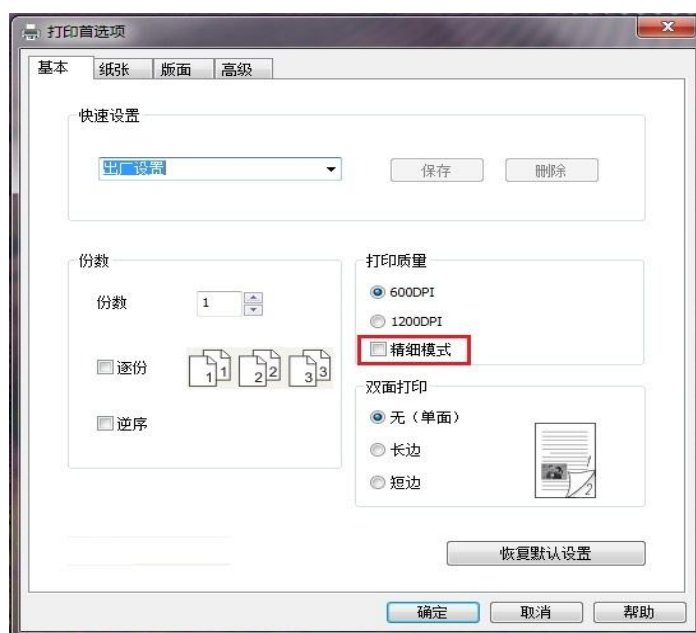 打印首选项
基本 纸张 版面 高级
快速设置
出厂设置 保存 删除
份数
份数 1
逐份 1 1 2 2 3 3
逆序
打印质量
600DPI
1200DPI
精细模式
双面打印
无（单面）
长边
短边
1
2
恢复默认设置
确定 取消 帮助